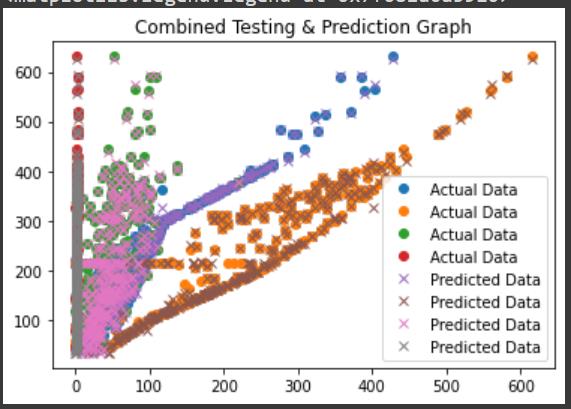 Combined Testing & Prediction Graph
600
500
400
300
200
100
Actual Data
Actual Data
Actual Data
Actual Data
Predicted Data
Predicted Data
Predicted Data
Predicted Data
0 100 200 300 400 500 600